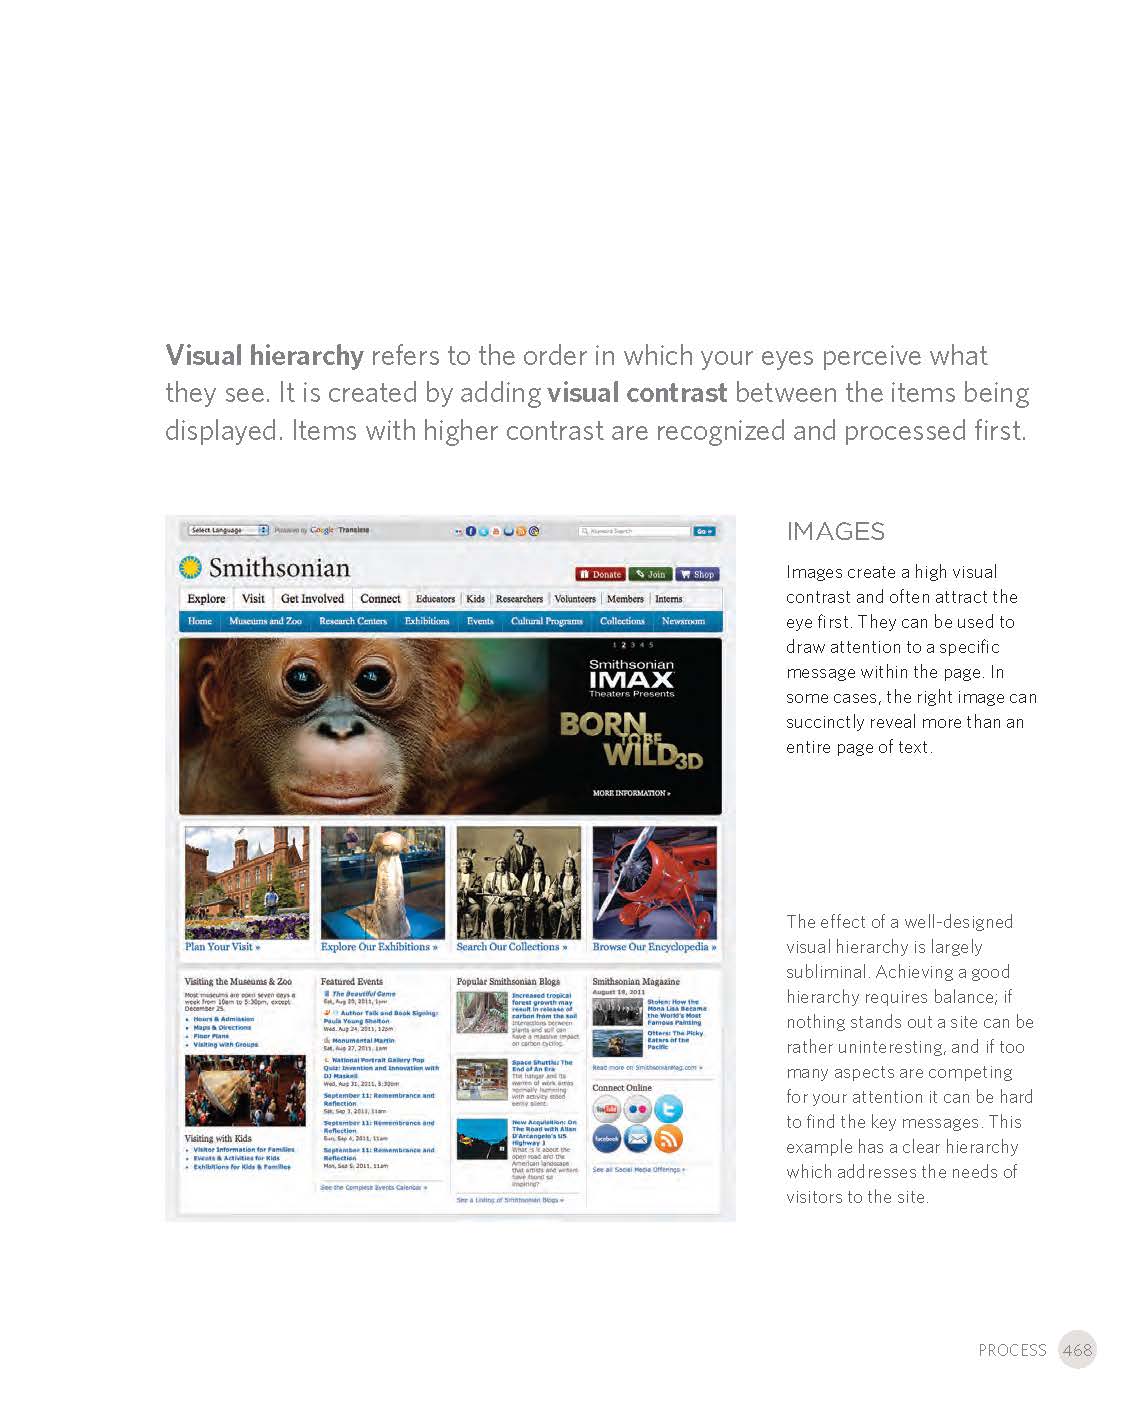 Visual hierarchy refers to the order in which your eyes perceive what
they see. It is created by adding visual contrast between the items being
displayed. Items with higher contrast are recognized and processed first.
Select Language
Powered by Google Translate
Keyword Search
Go »
Smithsonian
Donate
Join
Shop
Explore Visit Get Involved Connect Educators Kids Researchers Volunteers Members Interns
Home Museums and Zoo Research Centers Exhibitions Events Cultural Programs Collections Newsroom
1 2 3 4 5
Smithsonian
IMAX
Theaters Presents
BORN
TO BE
WILD 3D
MORE INFORMATION »
Plan Your Visit »
Explore Our Exhibitions »
Search Our Collections »
Browse Our Encyclopedia »
Visiting the Museums & Zoo
Most museums are open seven days a
week from 10am to 5:30pm, except
December 25.
Hours & Admission
Maps & Directions
Floor Plans
Visiting with Groups
Visiting with Kids
Visitor Information for Families
Events & Activities for Kids
Exhibitions for Kids & Families
Featured Events
The Beautiful Game
Author Talk and Book Signing:
Paula Young Shelton
Wed, Aug 24, 2011, 12pm
Monumental Martin
National Portrait Gallery Pop
Quiz: Invention and Innovation with
DJ Maskell
Wed, Aug 31, 2011, 5:30pm
September 11: Remembrance and
Reflection
Sat, Sep 3, 2011, 11am
September 11: Remembrance and
Reflection
Sun, Sep 4, 2011, 11am
September 11: Remembrance and
Reflection
Mon, Sep 5, 2011, 11am
See the Complete Events Calendar »
Popular Smithsonian Blogs
Increased tropical
forest growth may
result in release of
carbon from the soil
Interactions between
plants and soil can
have a massive impact
on carbon cycling.
Space Shuttle: The
End of An Era
The hangar and its
warren of work areas
normally humming
with activity stood
eerily silent.
New Acquisition: On
The Road with Allan
D'Arcangelo's US
Highway 1
What is it about the
open road and the
American landscape
that artists and writers
have found so
inspiring?
See a Listing of Smithsonian Blogs »
Smithsonian Magazine
August 19, 2011
Stolen: How the
Mona Lisa Became
the World's Most
Famous Painting
Otters: The Picky
Eaters of the
Pacific
Read more on SmithsonianMag.com »
Connect Online
You Tube
facebook
See all Social Media Offerings »
IMAGES
Images create a high visual
contrast and often attract the
eye first. They can be used to
draw attention to a specific
message within the page. In
some cases, the right image can
succinctly reveal more than an
entire page of text.
The effect of a well-designed
visual hierarchy is largely
subliminal. Achieving a good
hierarchy requires balance; if
nothing stands out a site can be
rather uninteresting, and if too
many aspects are competing
for your attention it can be hard
to find the key messages. This
example has a clear hierarchy
which addresses the needs of
visitors to the site.
PROCESS 468